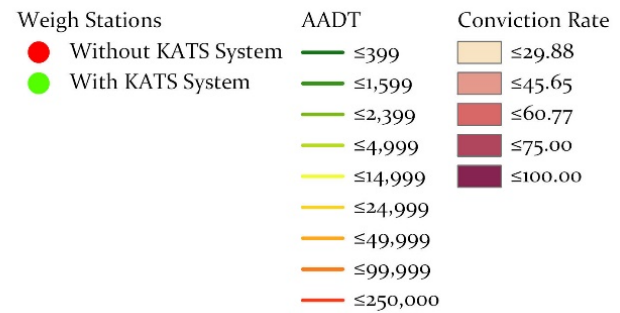 Weigh Stations
Without KATS System
With KATS System
AADT
≤399
≤1,599
≤2,399
≤4,999
≤14,999
≤24,999
≤49,999
≤99,999
≤250,000
Conviction Rate
≤29.88
≤45.65
≤60.77
≤75.00
≤100.00